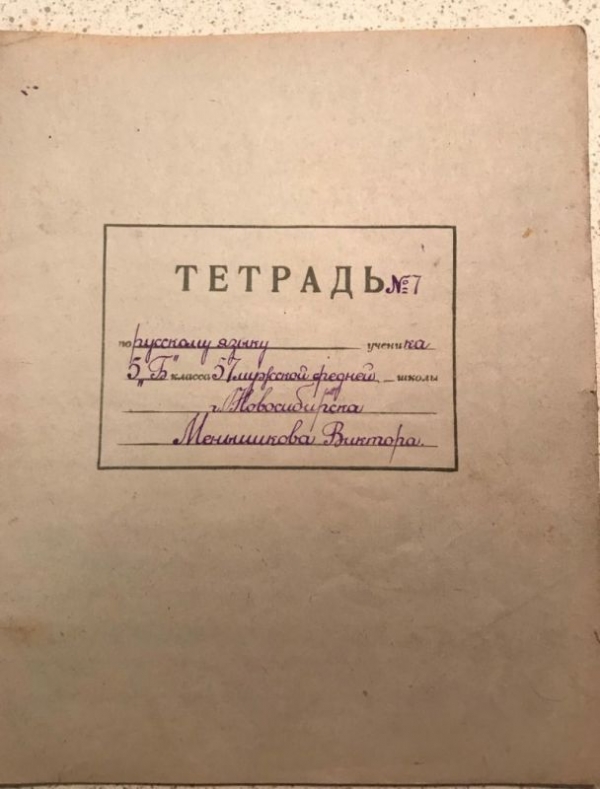 ТЕТРАДЬ №7
по русскому языку ученика
5 „Б" класса 57 мужской средней школы
г. Новосибирска
Меньшикова Виктора.